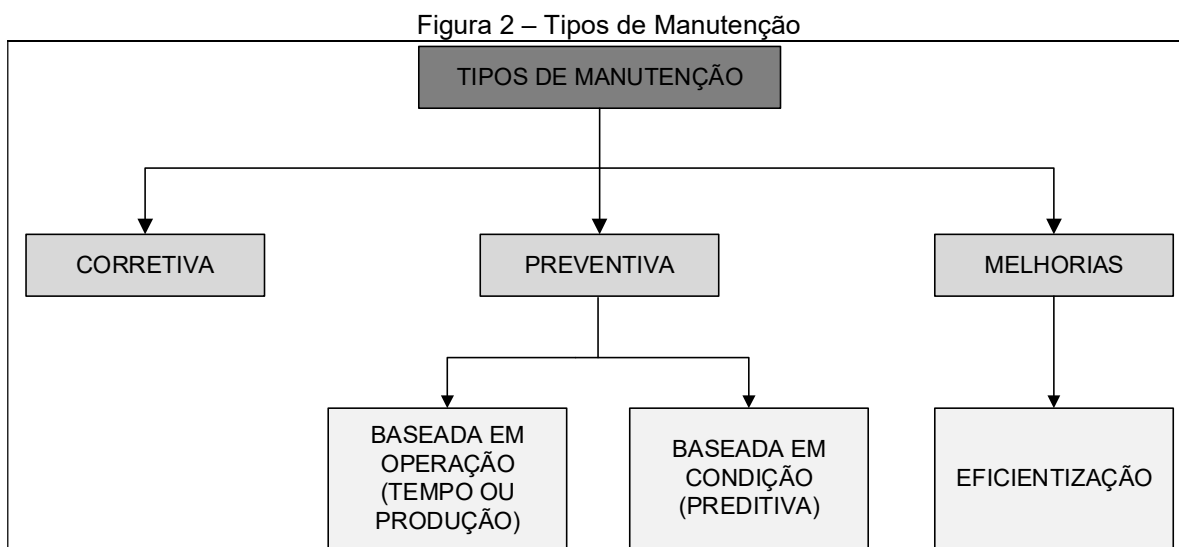 Figura 2 – Tipos de Manutenção
TIPOS DE MANUTENÇÃO
CORRETIVA
PREVENTIVA
MELHORIAS
BASEADA EM
OPERAÇÃO
(TEMPO OU
PRODUÇÃO)
BASEADA EM
CONDIÇÃO
(PREDITIVA)
EFICIENTIZAÇÃO